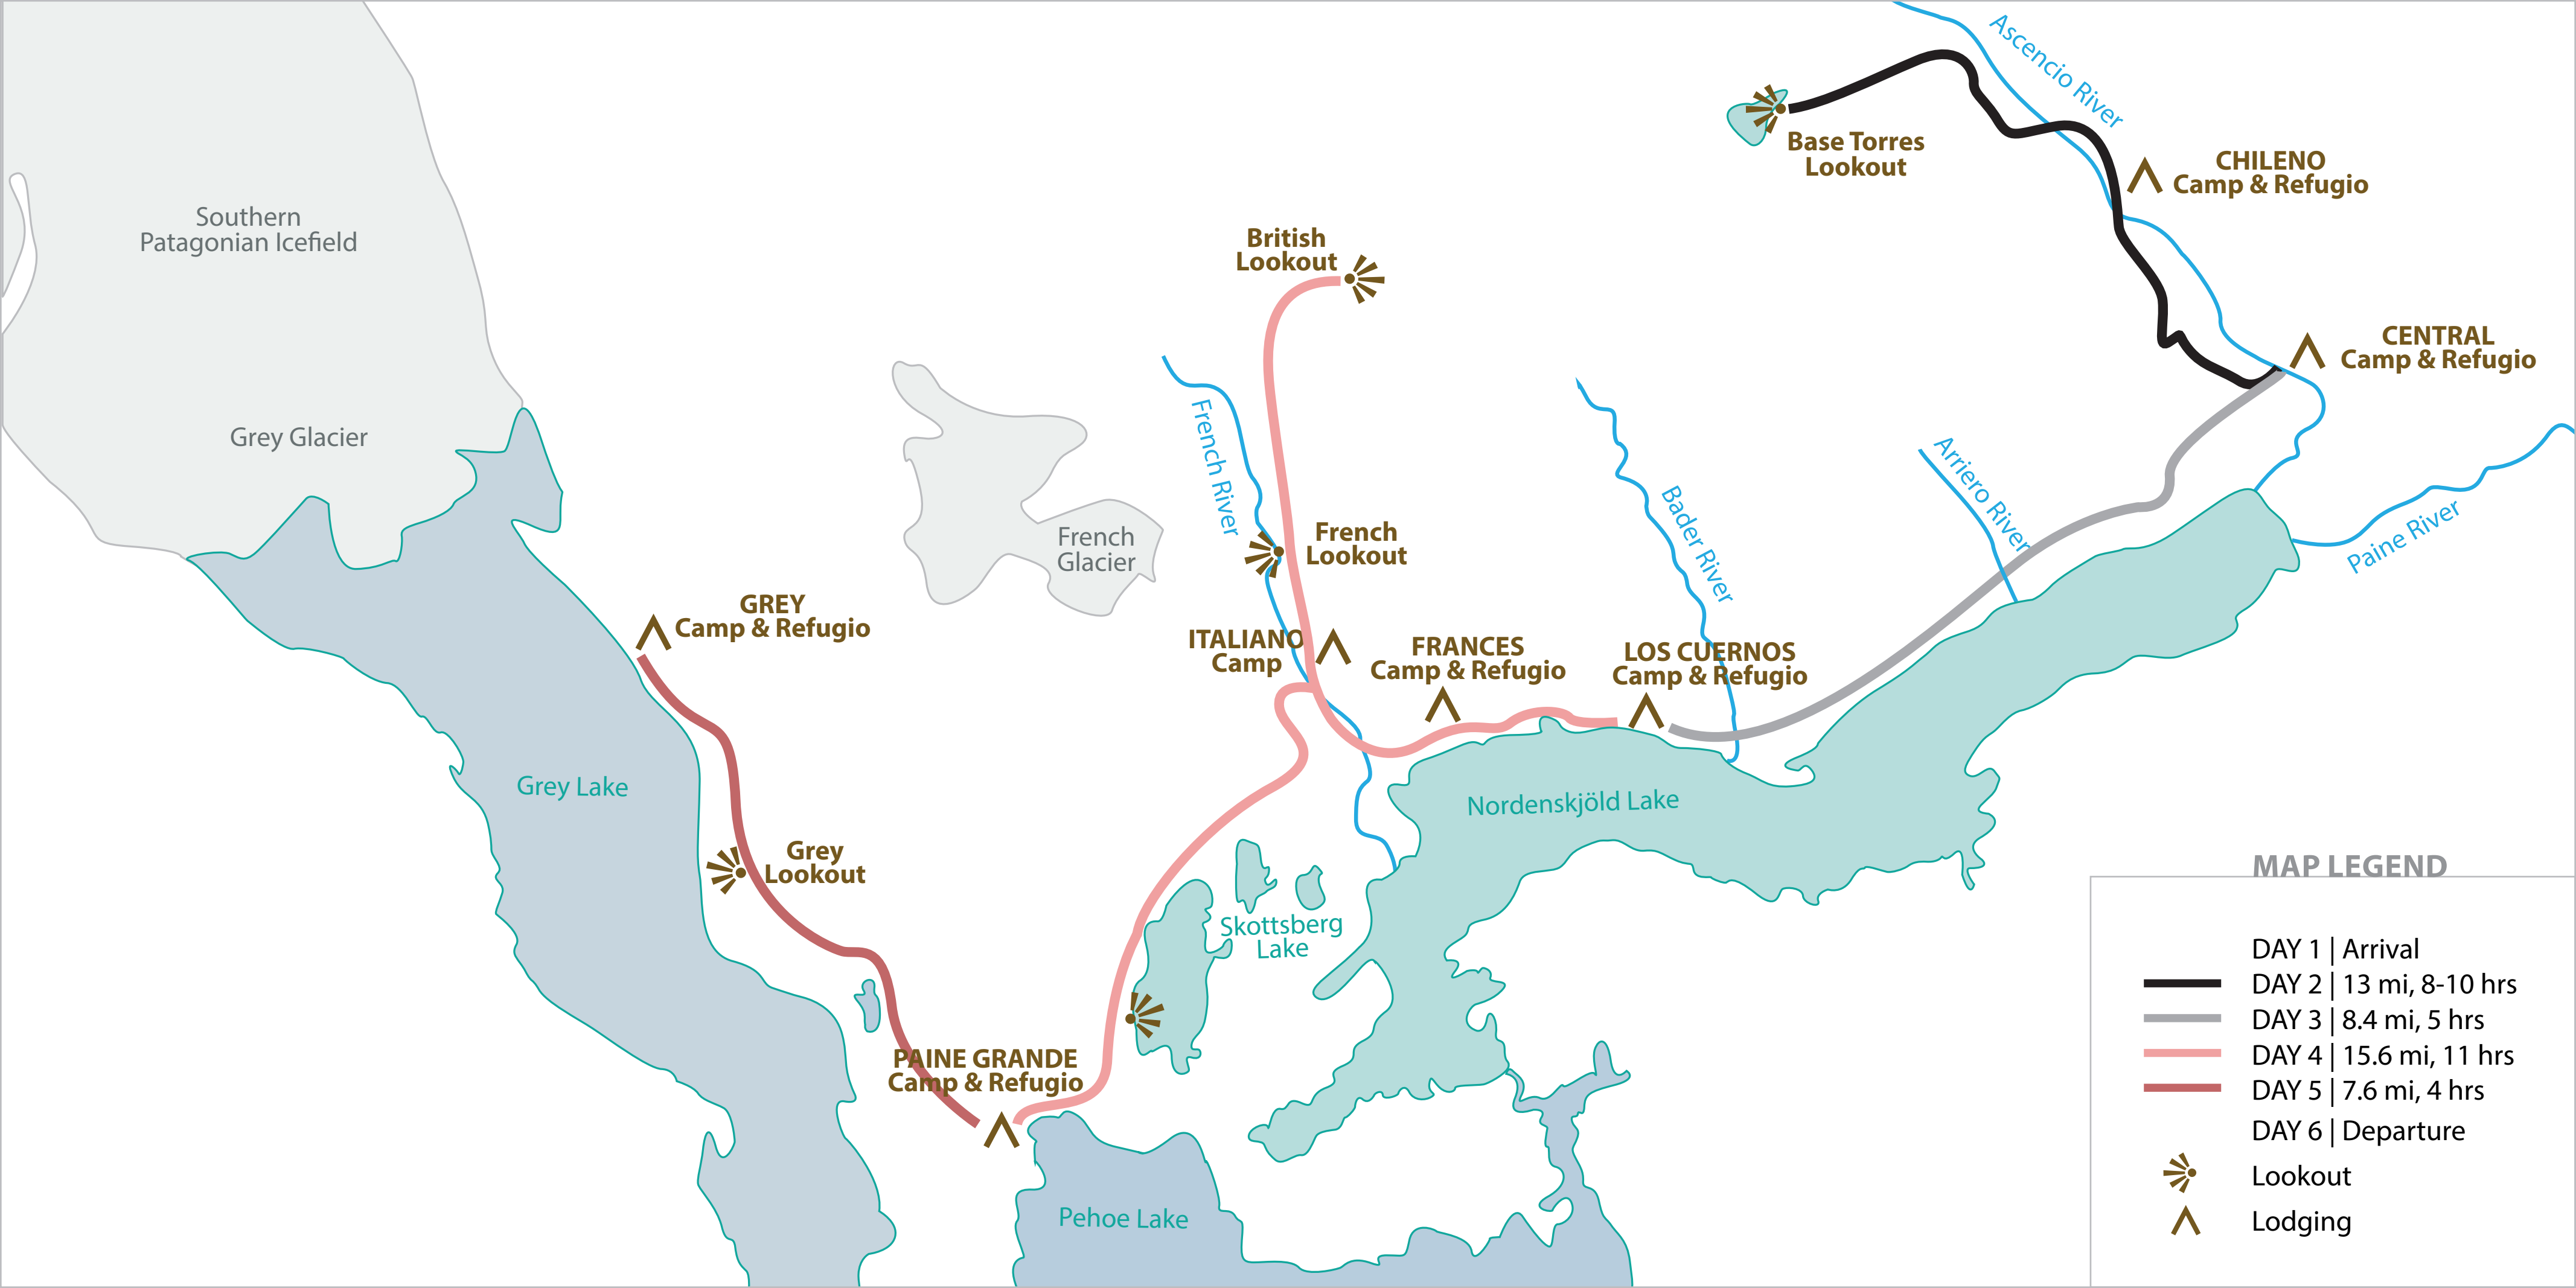 Ascencio River
Base Torres
Lookout
CHILENO
Camp & Refugio
Southern
Patagonian Icefield
British
Lookout
CENTRAL
Camp & Refugio
Grey Glacier
French River
Arriero River
Bader River
Paine River
French
Glacier
French
Lookout
GREY
Camp & Refugio
ITALIANO
Camp
FRANCES
Camp & Refugio
LOS CUERNOS
Camp & Refugio
Grey Lake
Nordenskjöld Lake
Grey
Lookout
Skottsberg
Lake
PAINE GRANDE
Camp & Refugio
Pehoe Lake
MAP LEGEND
DAY 1 | Arrival
DAY 2 | 13 mi, 8-10 hrs
DAY 3 | 8.4 mi, 5 hrs
DAY 4 | 15.6 mi, 11 hrs
DAY 5 | 7.6 mi, 4 hrs
DAY 6 | Departure
Lookout
Lodging